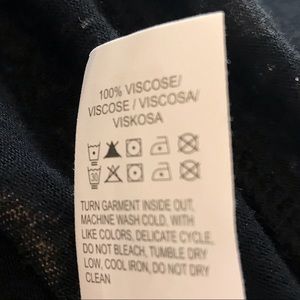 100% VISCOSE/
VISCOSE / VISCOSA/
VISKOSA
30
TURN GARMENT INSIDE OUT,
MACHINE WASH COLD, WITH
LIKE COLORS, DELICATE CYCLE,
DO NOT BLEACH, TUMBLE DRY
LOW, COOL IRON, DO NOT DRY
CLEAN